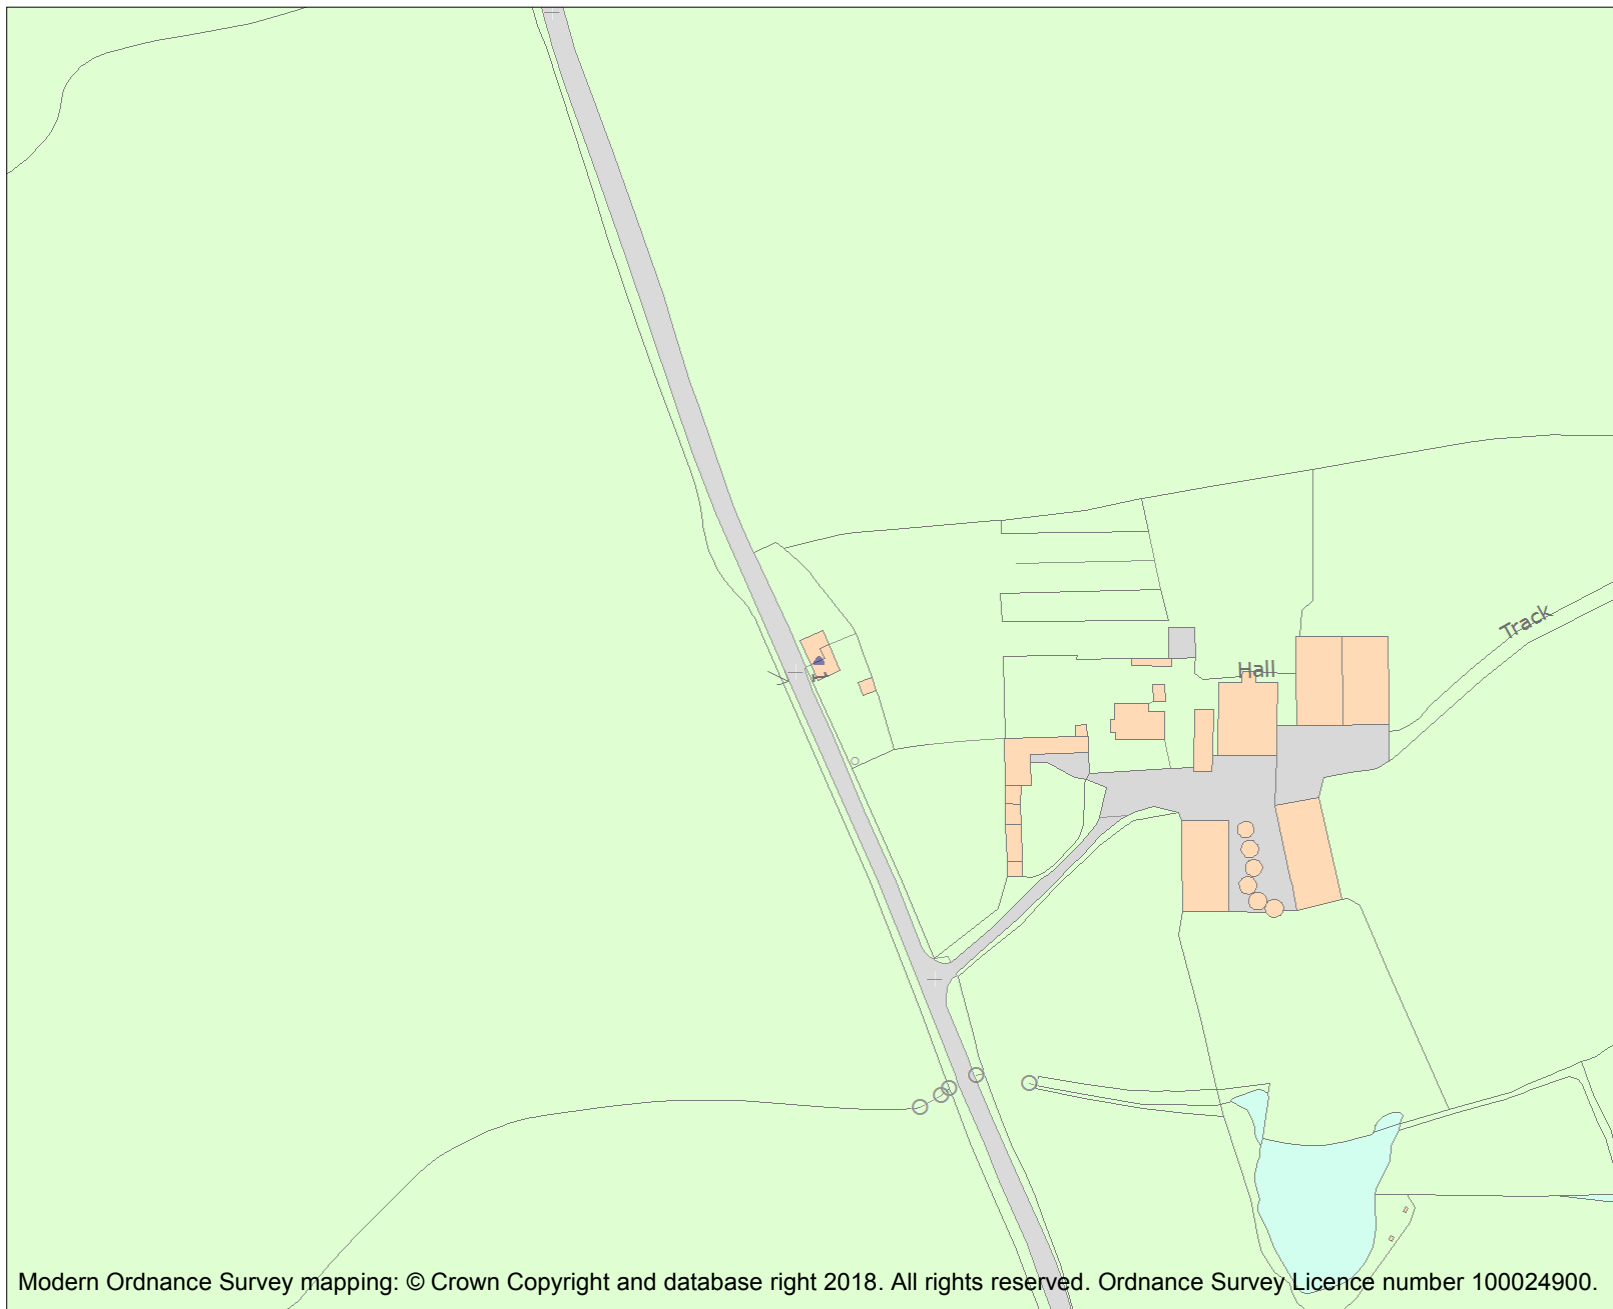 Track
Hall
Modern Ordnance Survey mapping: © Crown Copyright and database right 2018. All rights reserved. Ordnance Survey Licence number 100024900.